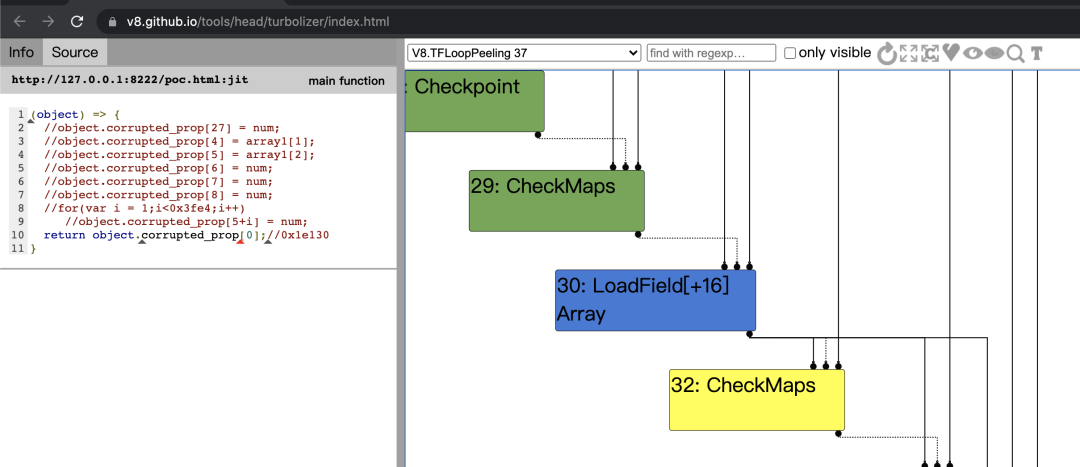 v8.github.io/tools/head/turbolizer/index.html
Info Source
V8.TFLoopPeeling 37 find with regexp... only visible T
http://127.0.0.1:8222/poc.html:jit main function
1 (object) => {
2 //object.corrupted_prop[27] = num;
3 //object.corrupted_prop[4] = array1[1];
4 //object.corrupted_prop[5] = array1[2];
5 //object.corrupted_prop[6] = num;
6 //object.corrupted_prop[7] = num;
7 //object.corrupted_prop[8] = num;
8 //for(var i = 1;i<0x3fe4;i++)
9 //object.corrupted_prop[5+i] = num;
10 return object.corrupted_prop[0];//0x1e130
11 }
: Checkpoint
29: CheckMaps
30: LoadField[+16]
Array
32: CheckMaps